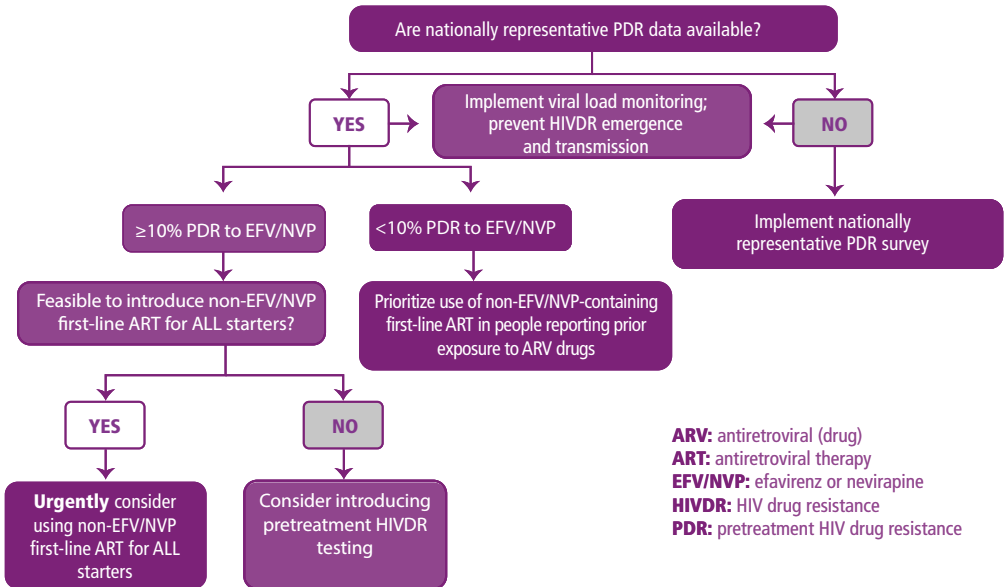 Are nationally representative PDR data available?
YES
Implement viral load monitoring;
prevent HIVDR emergence
and transmission
NO
≥10% PDR to EFV/NVP
<10% PDR to EFV/NVP
Implement nationally
representative PDR survey
Feasible to introduce non-EFV/NVP
first-line ART for ALL starters?
Prioritize use of non-EFV/NVP-containing
first-line ART in people reporting prior
exposure to ARV drugs
YES
NO
Urgently consider
using non-EFV/NVP
first-line ART for ALL
starters
Consider introducing
pretreatment HIVDR
testing
ARV: antiretroviral (drug)
ART: antiretroviral therapy
EFV/NVP: efavirenz or nevirapine
HIVDR: HIV drug resistance
PDR: pretreatment HIV drug resistance